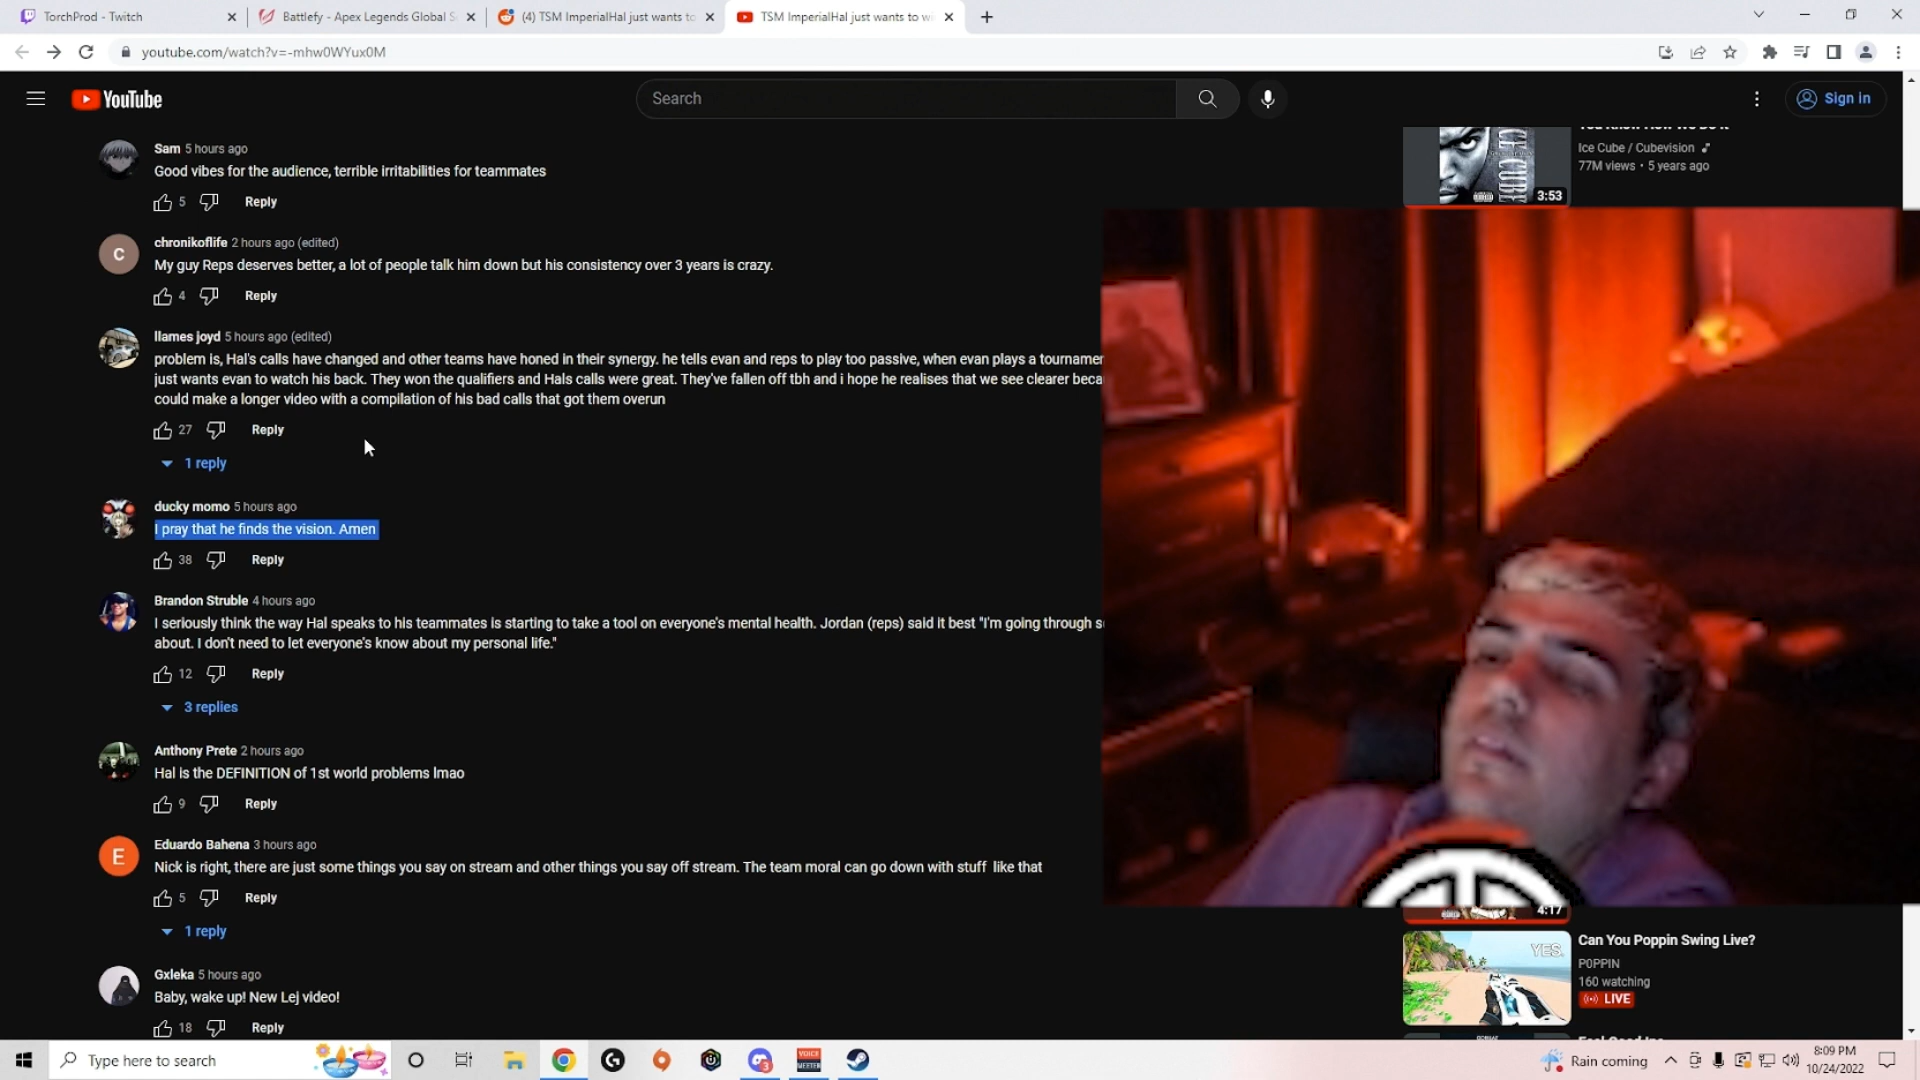 TorchProd - Twitch
Battlefy - Apex Legends Global S
(4) TSM ImperialHal just wants to
TSM ImperialHal just wants to wi
youtube.com/watch?v=-mhw0WYux0M
YouTube
Search
Sign in
Sam 5 hours ago
Good vibes for the audience, terrible irritabilities for teammates
5 Reply
C
chronikoflife 2 hours ago (edited)
My guy Reps deserves better, a lot of people talk him down but his consistency over 3 years is crazy.
4 Reply
llames joyd 5 hours ago (edited)
problem is, Hal's calls have changed and other teams have honed in their synergy. he tells evan and reps to play too passive, when evan plays a tournamen
just wants evan to watch his back. They won the qualifiers and Hals calls were great. They've fallen off tbh and i hope he realises that we see clearer beca
could make a longer video with a compilation of his bad calls that got them overun
27 Reply
1 reply
ducky momo 5 hours ago
I pray that he finds the vision. Amen
38 Reply
Brandon Struble 4 hours ago
I seriously think the way Hal speaks to his teammates is starting to take a tool on everyone's mental health. Jordan (reps) said it best "I'm going through s
about. I don't need to let everyone's know about my personal life."
12 Reply
3 replies
Anthony Prete 2 hours ago
Hal is the DEFINITION of 1st world problems lmao
9 Reply
E
Eduardo Bahena 3 hours ago
Nick is right, there are just some things you say on stream and other things you say off stream. The team moral can go down with stuff like that
5 Reply
1 reply
Gxleka 5 hours ago
Baby, wake up! New Lej video!
18 Reply
You Know How We Do It
Ice Cube / Cubevision
77M views • 5 years ago
ICE CUBE
3:53
4:17
YES.
Can You Poppin Swing Live?
P0PPIN
160 watching
LIVE
Type here to search
VOICE
MEETER
3
Rain coming
8:09 PM
10/24/2022